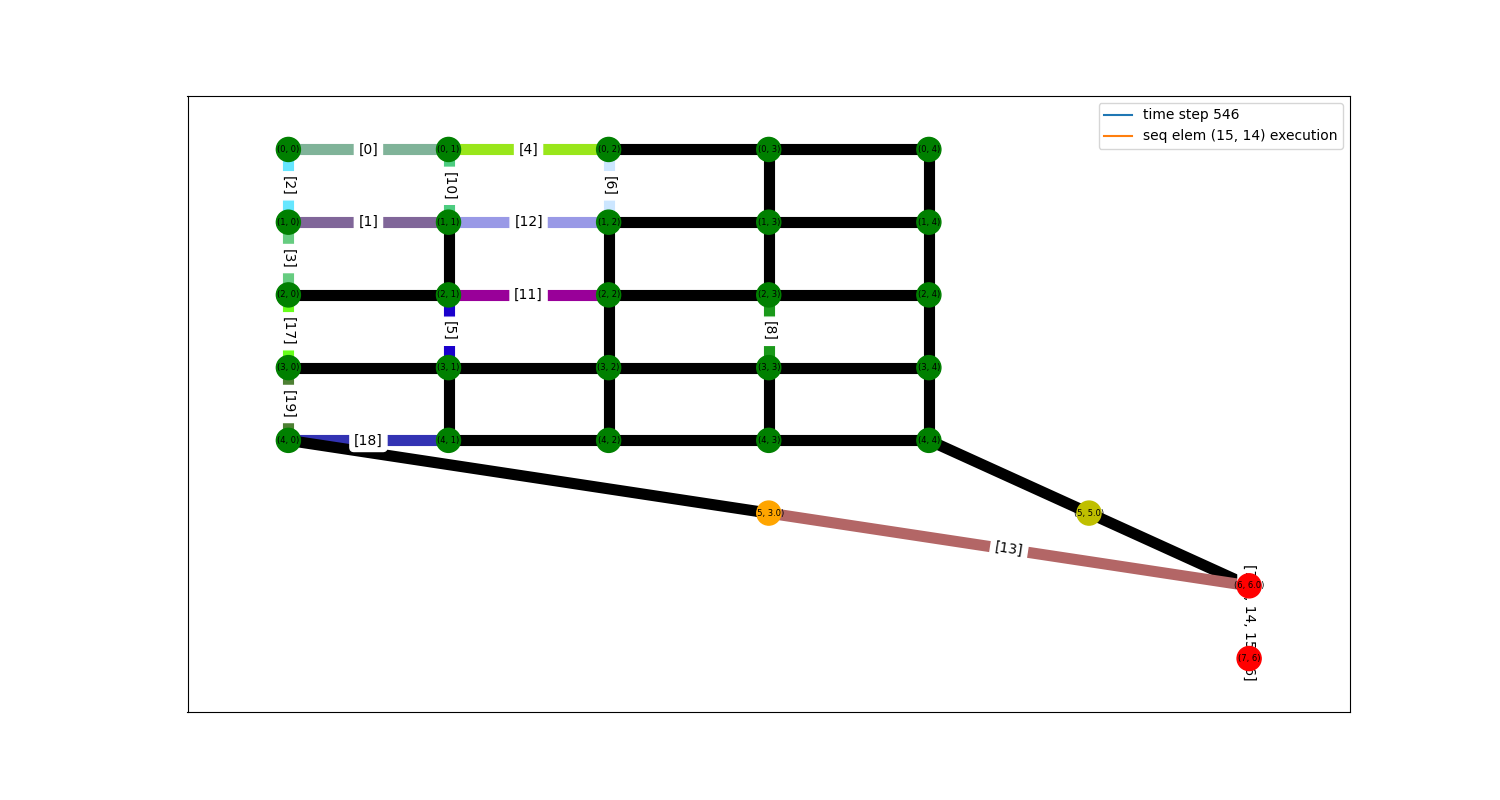 time step 546
seq elem (15, 14) execution
(0, 0) [0] (0, 1) [4] (0, 2) (0, 3) (0, 4)
[2] [10] [6]
(1, 0) [1] (1, 1) [12] (1, 2) (1, 3) (1, 4)
[3]
(2, 0) (2, 1) [11] (2, 2) (2, 3) (2, 4)
[17] [5] [8]
(3, 0) (3, 1) (3, 2) (3, 3) (3, 4)
[19]
(4, 0) [18] (4, 1) (4, 2) (4, 3) (4, 4)
(5, 3.0) (5, 5.0)
[13]
(6, 6.0)
14, 15
(7, 6)